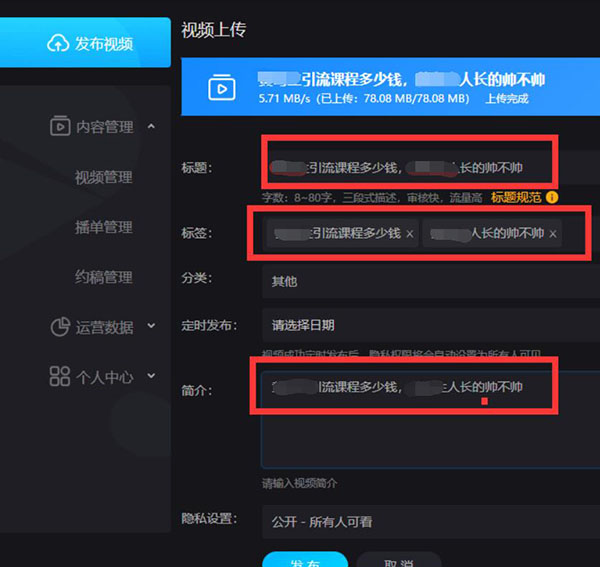 发布视频
内容管理
视频管理
播单管理
约稿管理
运营数据
个人中心
视频上传
引流课程多少钱, 人长的帅不帅
5.71 MB/s (已上传: 78.08 MB/78.08 MB) 上传完成
标题: 引流课程多少钱, 人长的帅不帅
字数: 8~80字, 三段式描述, 审核快, 流量高 标题规范
标签: 引流课程多少钱 × 人长的帅不帅 ×
分类: 其他
定时发布: 请选择日期
视频成功定时发布后, 隐私权限将会自动设置为所有人可见
简介: 引流课程多少钱, 人长的帅不帅
请输入视频简介
隐私设置: 公开 - 所有人可看
发布 取消